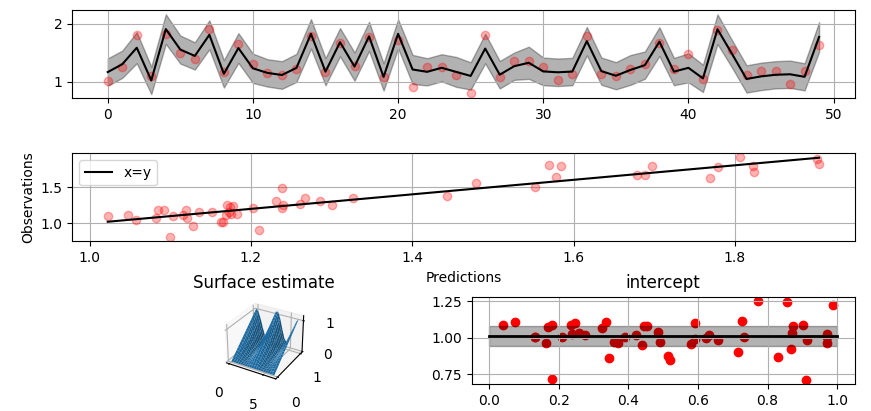 2
1
0 10 20 30 40 50
Observations
x=y
1.5
1.0
1.0 1.2 1.4 1.6 1.8
Predictions
Surface estimate
1
0
1
0
5
0
intercept
1.25
1.00
0.75
0.0 0.2 0.4 0.6 0.8 1.0